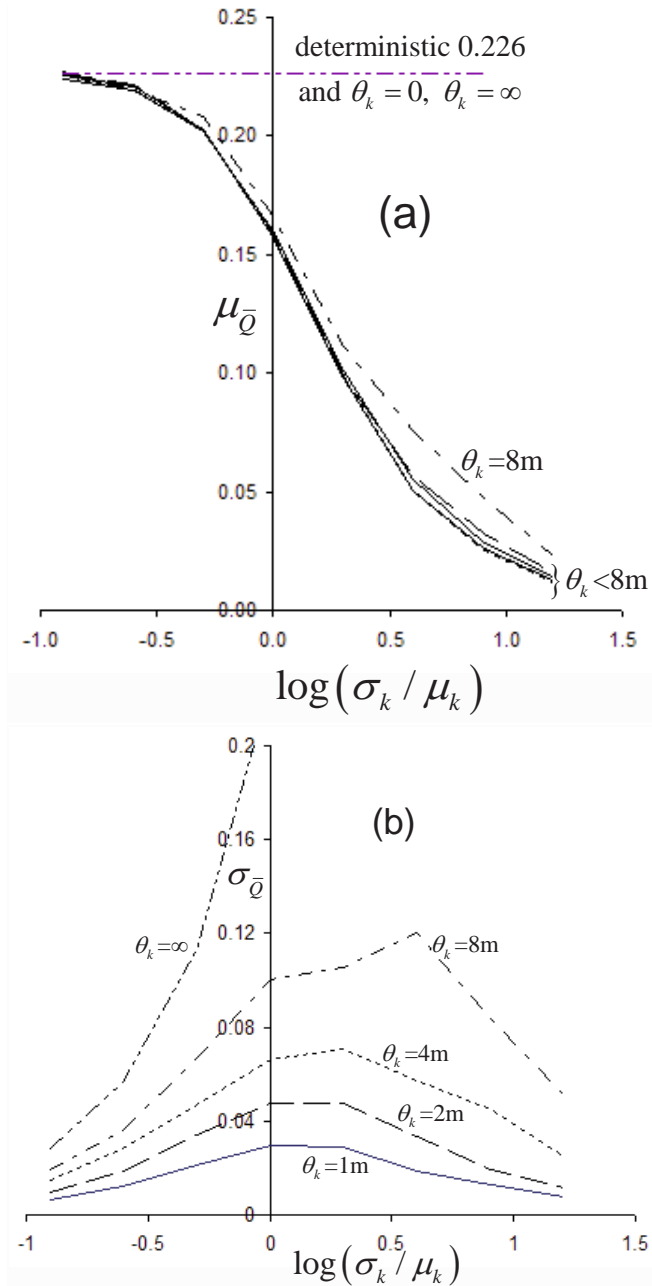 0.25
deterministic 0.226
and θₖ = 0, θₖ = ∞
0.20
(a)
0.15
μ_Q̄
0.10
θₖ=8m
0.05
} θₖ<8m
0.00
-1.0 -0.5 0.0 0.5 1.0 1.5
log(σₖ / μₖ)
0.2
0.16
(b)
σ_Q̄
0.12
θₖ=∞
θₖ=8m
0.08
θₖ=4m
0.04
θₖ=2m
θₖ=1m
0
-1 -0.5 0 0.5 1 1.5
log(σₖ / μₖ)